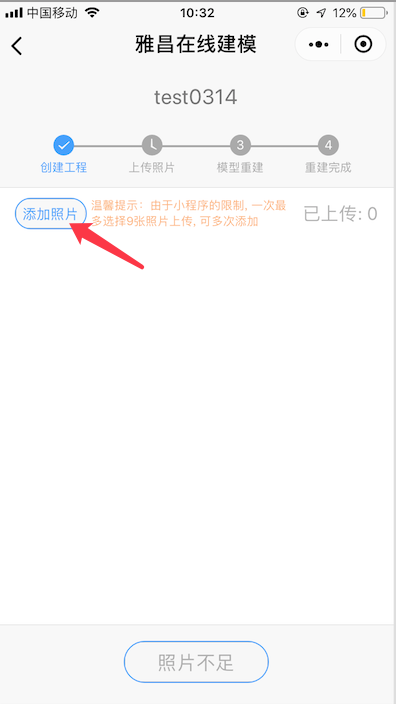 中国移动 10:32 12%
雅昌在线建模
test0314
3 4
创建工程 上传照片 模型重建 重建完成
添加照片 温馨提示：由于小程序的限制, 一次最 已上传: 0
多选择9张照片上传, 可多次添加
照片不足